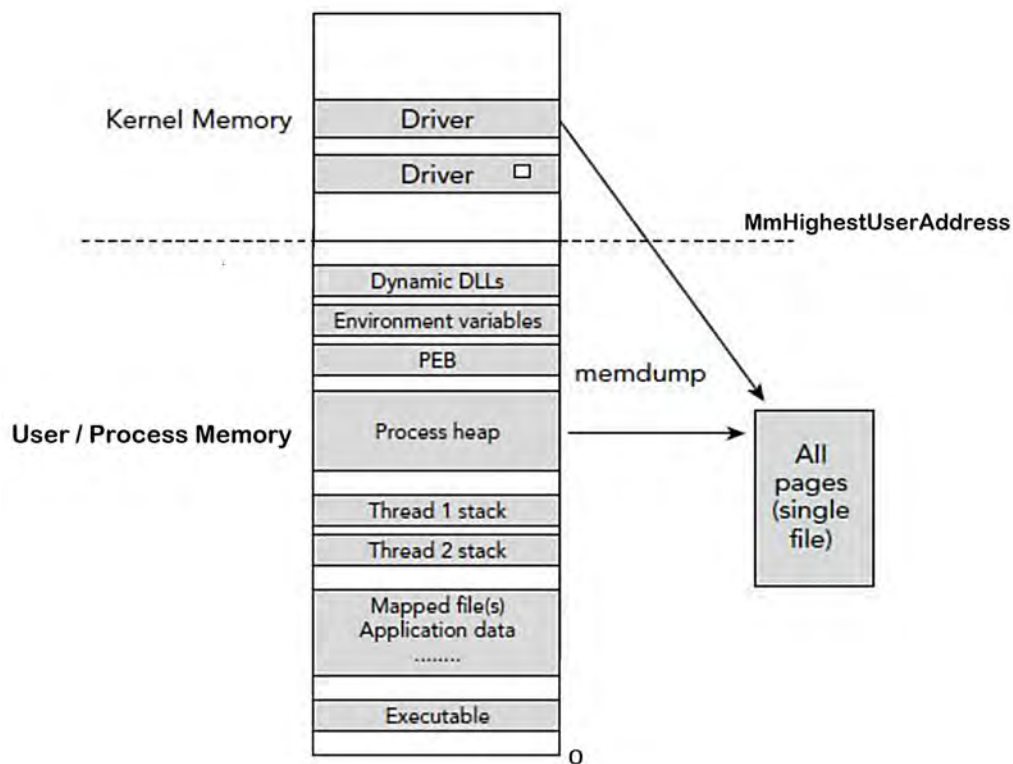 Kernel Memory
Driver
Driver
MmHighestUserAddress
Dynamic DLLs
Environment variables
PEB
memdump
User / Process Memory
Process heap
All
pages
(single
file)
Thread 1 stack
Thread 2 stack
Mapped file(s)
Application data
........
Executable
0